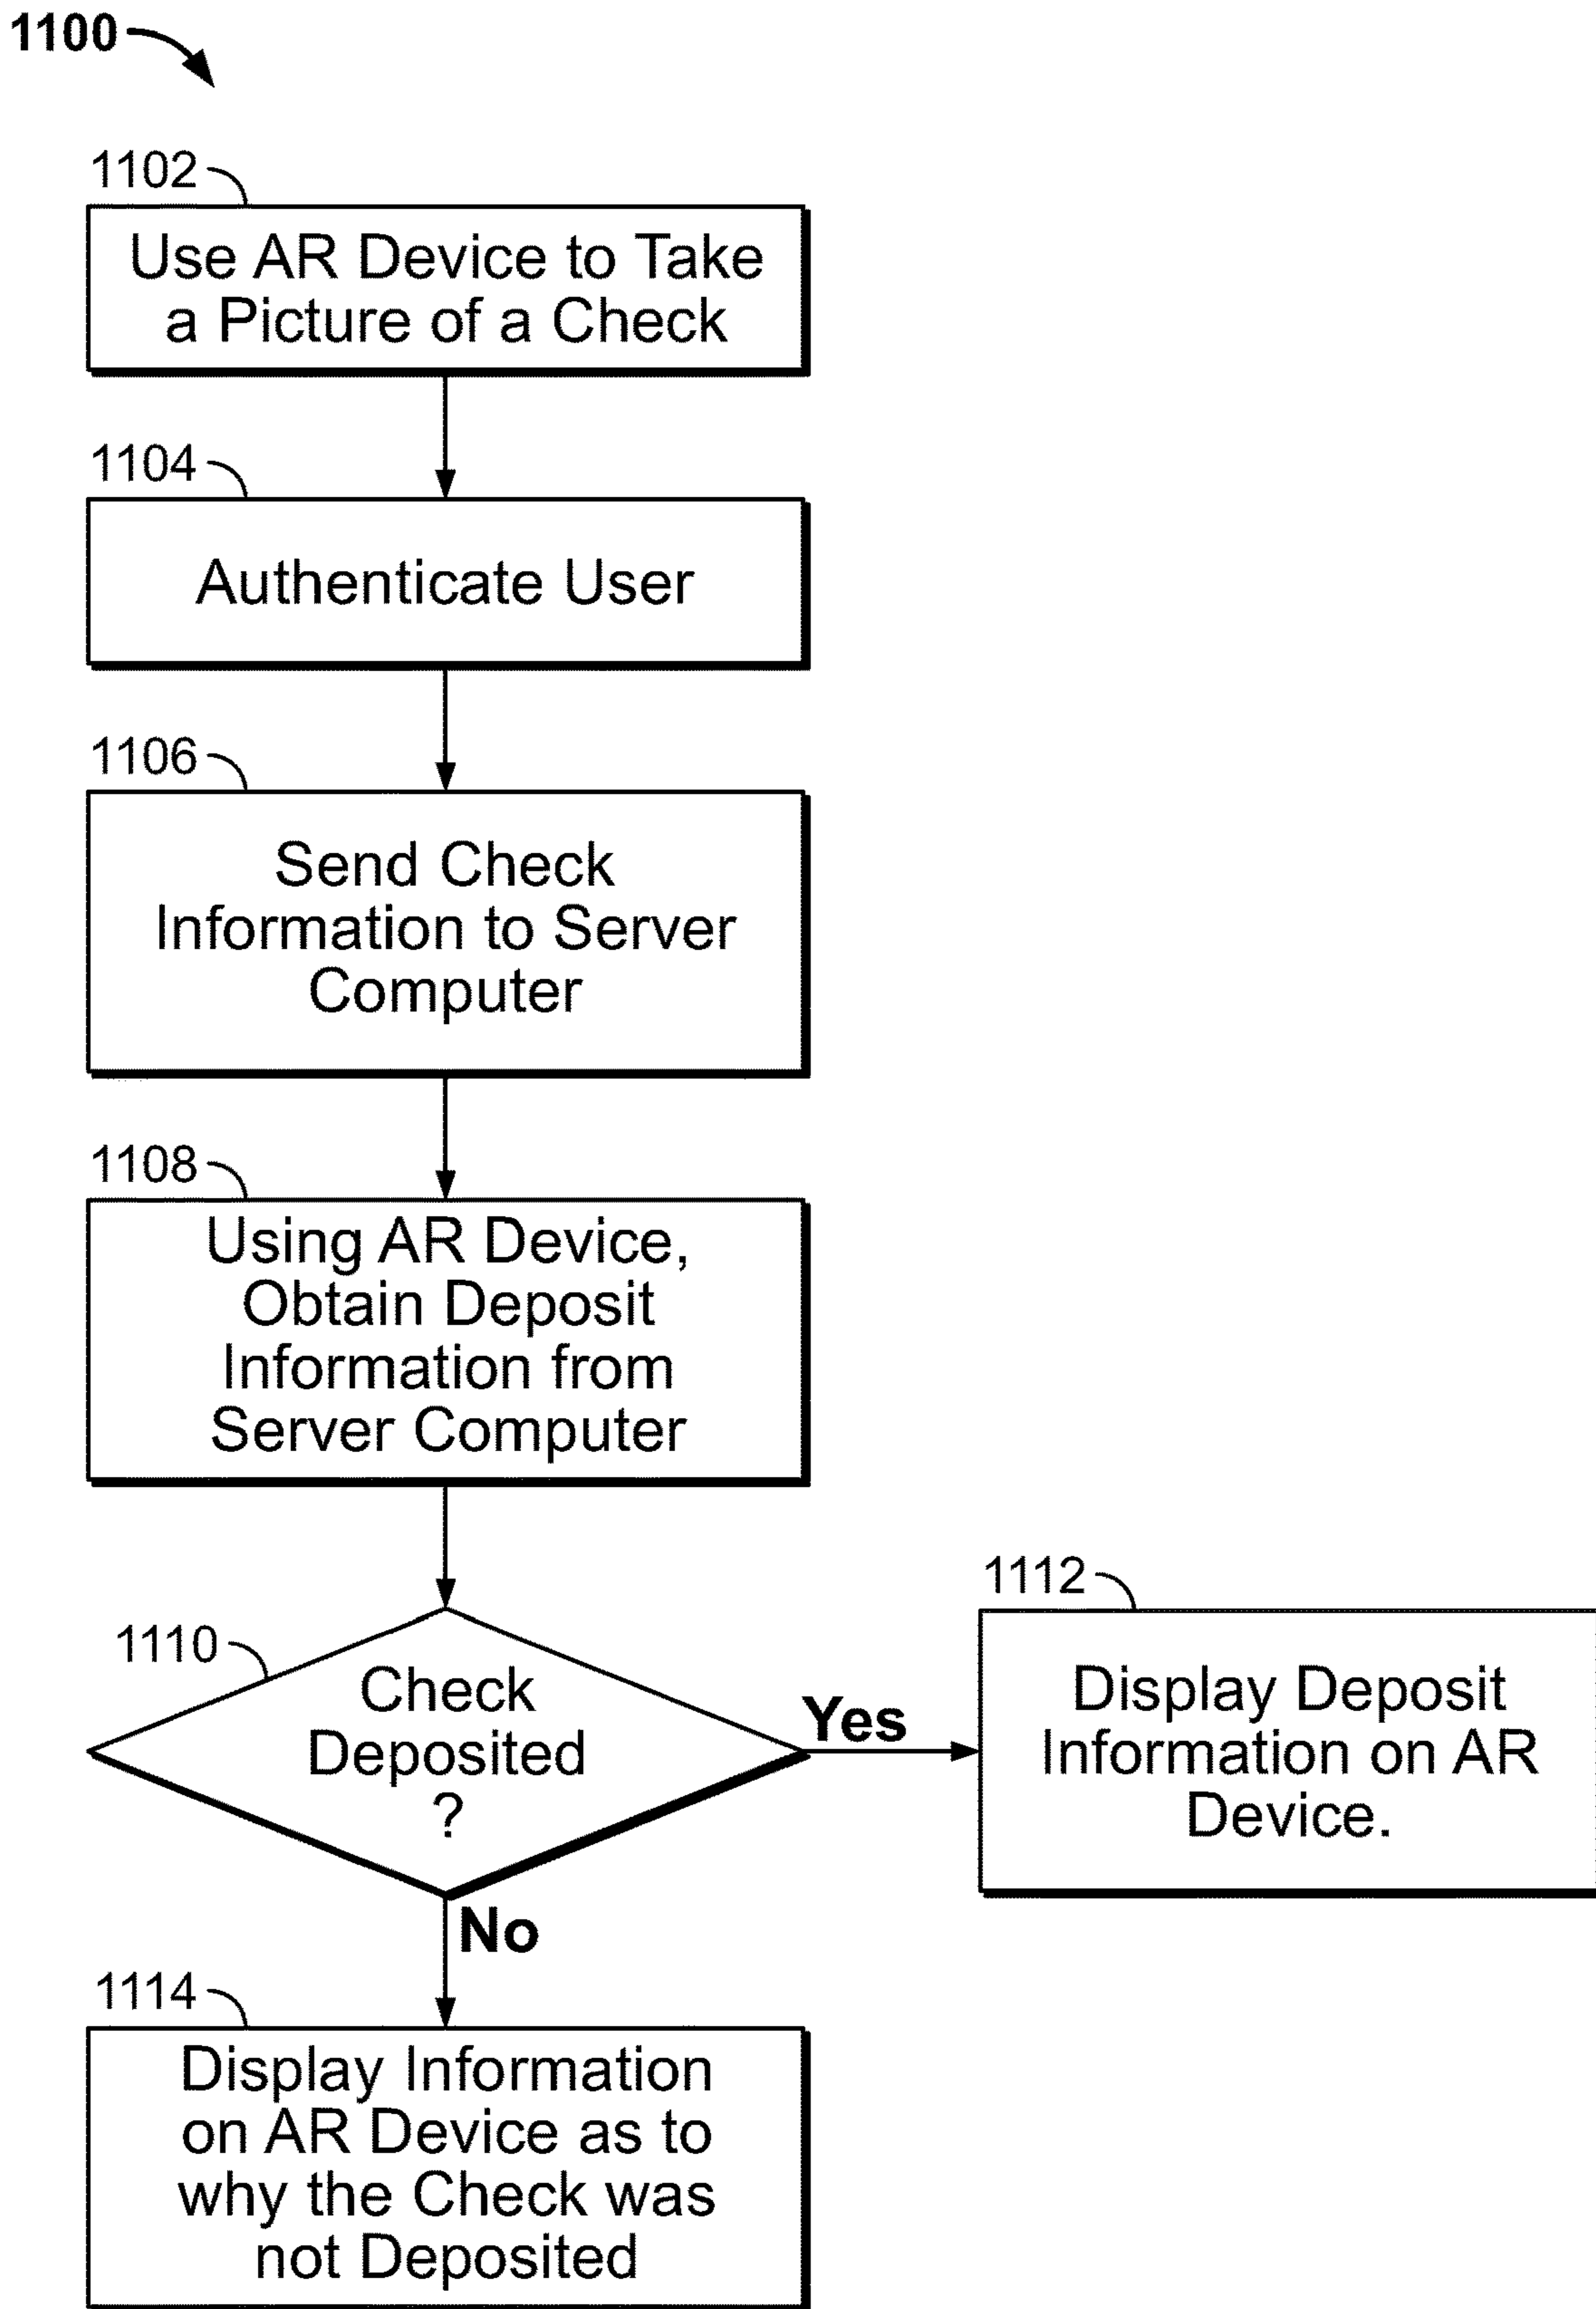 1100
1102
Use AR Device to Take
a Picture of a Check
1104
Authenticate User
1106
Send Check
Information to Server
Computer
1108
Using AR Device,
Obtain Deposit
Information from
Server Computer
1110
Check
Deposited
?
Yes
1112
Display Deposit
Information on AR
Device.
No
1114
Display Information
on AR Device as to
why the Check was
not Deposited